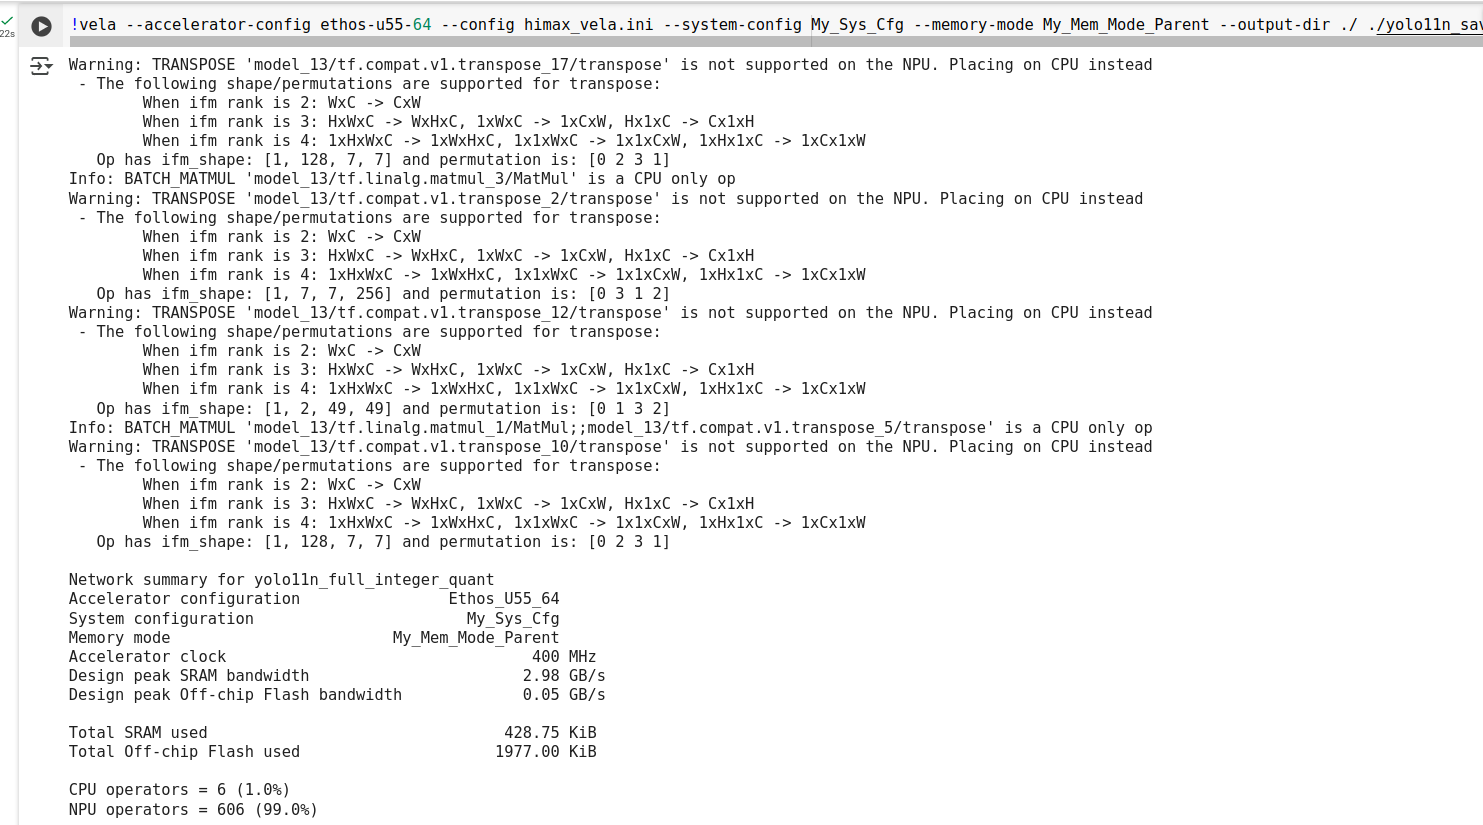 !vela --accelerator-config ethos-u55-64 --config himax_vela.ini --system-config My_Sys_Cfg --memory-mode My_Mem_Mode_Parent --output-dir ./ ./yolo11n_sav
22s
Warning: TRANSPOSE 'model_13/tf.compat.v1.transpose_17/transpose' is not supported on the NPU. Placing on CPU instead
- The following shape/permutations are supported for transpose:
When ifm rank is 2: WxC -> CxW
When ifm rank is 3: HxWxC -> WxHxC, 1xWxC -> 1xCxW, Hx1xC -> Cx1xH
When ifm rank is 4: 1xHxWxC -> 1xWxHxC, 1x1xWxC -> 1x1xCxW, 1xHx1xC -> 1xCx1xW
Op has ifm_shape: [1, 128, 7, 7] and permutation is: [0 2 3 1]
Info: BATCH_MATMUL 'model_13/tf.linalg.matmul_3/MatMul' is a CPU only op
Warning: TRANSPOSE 'model_13/tf.compat.v1.transpose_2/transpose' is not supported on the NPU. Placing on CPU instead
- The following shape/permutations are supported for transpose:
When ifm rank is 2: WxC -> CxW
When ifm rank is 3: HxWxC -> WxHxC, 1xWxC -> 1xCxW, Hx1xC -> Cx1xH
When ifm rank is 4: 1xHxWxC -> 1xWxHxC, 1x1xWxC -> 1x1xCxW, 1xHx1xC -> 1xCx1xW
Op has ifm_shape: [1, 7, 7, 256] and permutation is: [0 3 1 2]
Warning: TRANSPOSE 'model_13/tf.compat.v1.transpose_12/transpose' is not supported on the NPU. Placing on CPU instead
- The following shape/permutations are supported for transpose:
When ifm rank is 2: WxC -> CxW
When ifm rank is 3: HxWxC -> WxHxC, 1xWxC -> 1xCxW, Hx1xC -> Cx1xH
When ifm rank is 4: 1xHxWxC -> 1xWxHxC, 1x1xWxC -> 1x1xCxW, 1xHx1xC -> 1xCx1xW
Op has ifm_shape: [1, 2, 49, 49] and permutation is: [0 1 3 2]
Info: BATCH_MATMUL 'model_13/tf.linalg.matmul_1/MatMul;;model_13/tf.compat.v1.transpose_5/transpose' is a CPU only op
Warning: TRANSPOSE 'model_13/tf.compat.v1.transpose_10/transpose' is not supported on the NPU. Placing on CPU instead
- The following shape/permutations are supported for transpose:
When ifm rank is 2: WxC -> CxW
When ifm rank is 3: HxWxC -> WxHxC, 1xWxC -> 1xCxW, Hx1xC -> Cx1xH
When ifm rank is 4: 1xHxWxC -> 1xWxHxC, 1x1xWxC -> 1x1xCxW, 1xHx1xC -> 1xCx1xW
Op has ifm_shape: [1, 128, 7, 7] and permutation is: [0 2 3 1]
Network summary for yolo11n_full_integer_quant
Accelerator configuration Ethos_U55_64
System configuration My_Sys_Cfg
Memory mode My_Mem_Mode_Parent
Accelerator clock 400 MHz
Design peak SRAM bandwidth 2.98 GB/s
Design peak Off-chip Flash bandwidth 0.05 GB/s
Total SRAM used 428.75 KiB
Total Off-chip Flash used 1977.00 KiB
CPU operators = 6 (1.0%)
NPU operators = 606 (99.0%)